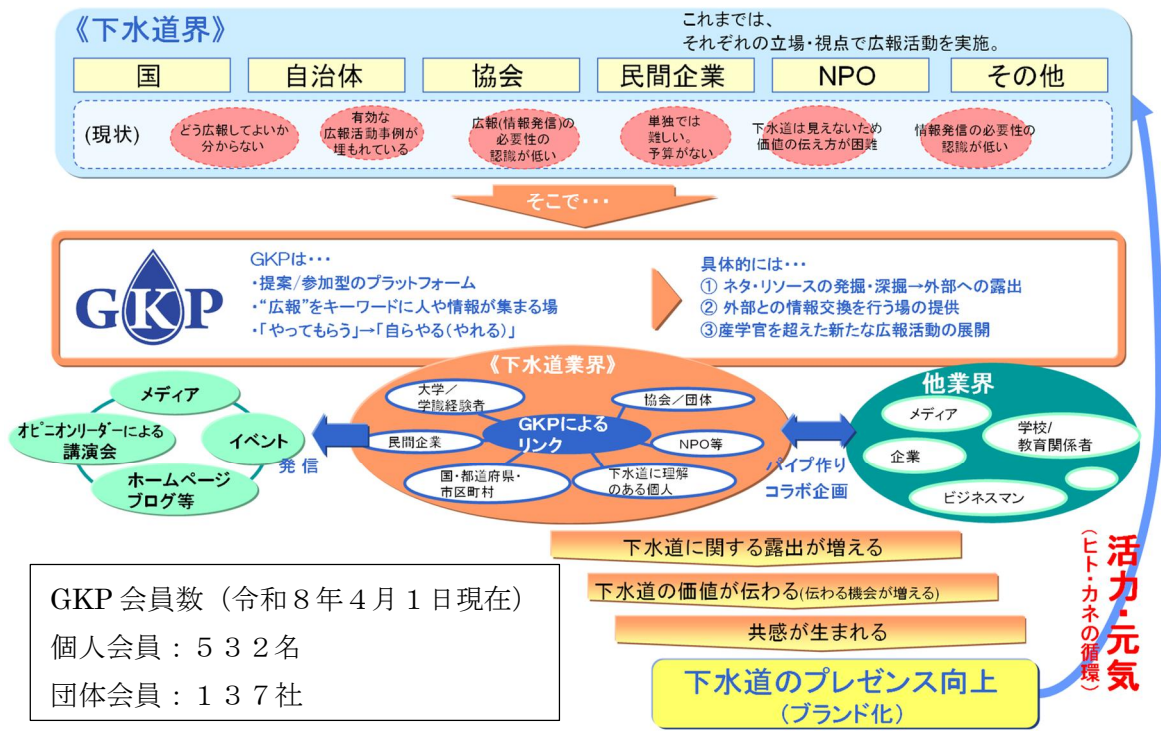 《下水道界》
これまでは、
それぞれの立場・視点で広報活動を実施。
国
自治体
協会
民間企業
NPO
その他
(現状)
どう広報してよいか
分からない
有効な
広報活動事例が
埋もれている
広報(情報発信)の
必要性の
認識が低い
単独では
難しい。
予算がない
下水道は見えないため
価値の伝え方が困難
情報発信の必要性の
認識が低い
そこで・・・
GKP
GKPは・・・
・提案/参加型のプラットフォーム
・“広報”をキーワードに人や情報が集まる場
・「やってもらう」→「自らやる(やれる)」
具体的には・・・
① ネタ・リソースの発掘・深掘→外部への露出
② 外部との情報交換を行う場の提供
③産学官を超えた新たな広報活動の展開
メディア
オピニオンリーダーによる
講演会
イベント
ホームページ
ブログ等
発信
《下水道業界》
大学/
学識経験者
協会/団体
民間企業
GKPによる
リンク
NPO等
国・都道府県・
市区町村
下水道に理解
のある個人
パイプ作り
コラボ企画
他業界
メディア
学校/
教育関係者
企業
ビジネスマン
下水道に関する露出が増える
下水道の価値が伝わる(伝わる機会が増える)
共感が生まれる
下水道のプレゼンス向上
(ブランド化)
活力・元気
(ヒト・カネの循環)
GKP 会員数（令和８年４月１日現在）
個人会員：５３２名
団体会員：１３７社